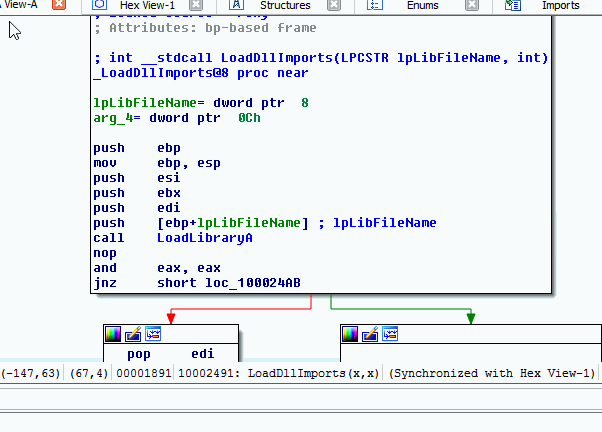 View-A Hex View-1 Structures Enums Imports
; Attributes: bp-based frame
; int __stdcall LoadDllImports(LPCSTR lpLibFileName, int)
_LoadDllImports@8 proc near
lpLibFileName= dword ptr  8
arg_4= dword ptr  0Ch
push    ebp
mov     ebp, esp
push    esi
push    ebx
push    edi
push    [ebp+lpLibFileName] ; lpLibFileName
call    LoadLibraryA
nop
and     eax, eax
jnz     short loc_100024AB
pop     edi
(-147,63) (67,4) 00001891 10002491: LoadDllImports(x,x) (Synchronized with Hex View-1)